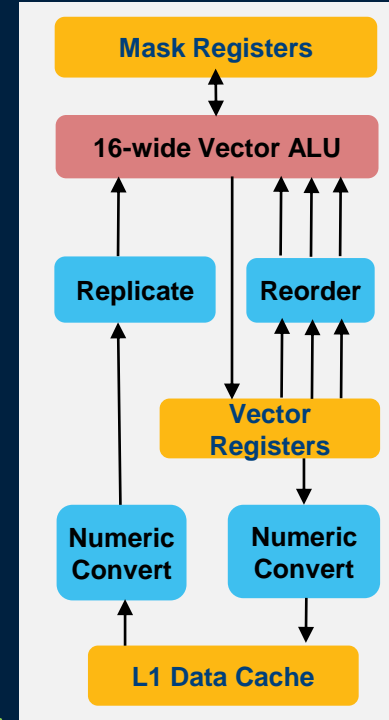 Mask Registers
16-wide Vector ALU
Replicate
Reorder
Vector
Registers
Numeric
Convert
Numeric
Convert
L1 Data Cache